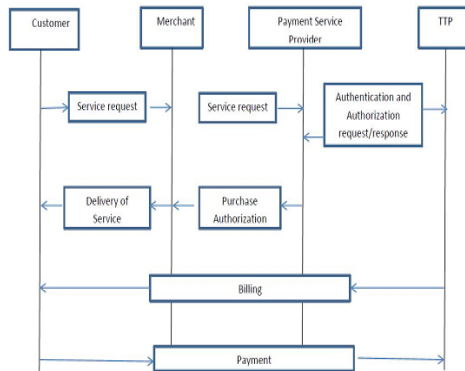 Customer
Merchant
Payment Service
Provider
TTP
Service request
Service request
Authentication and
Authorization
request/response
Delivery of
Service
Purchase
Authorization
Billing
Payment